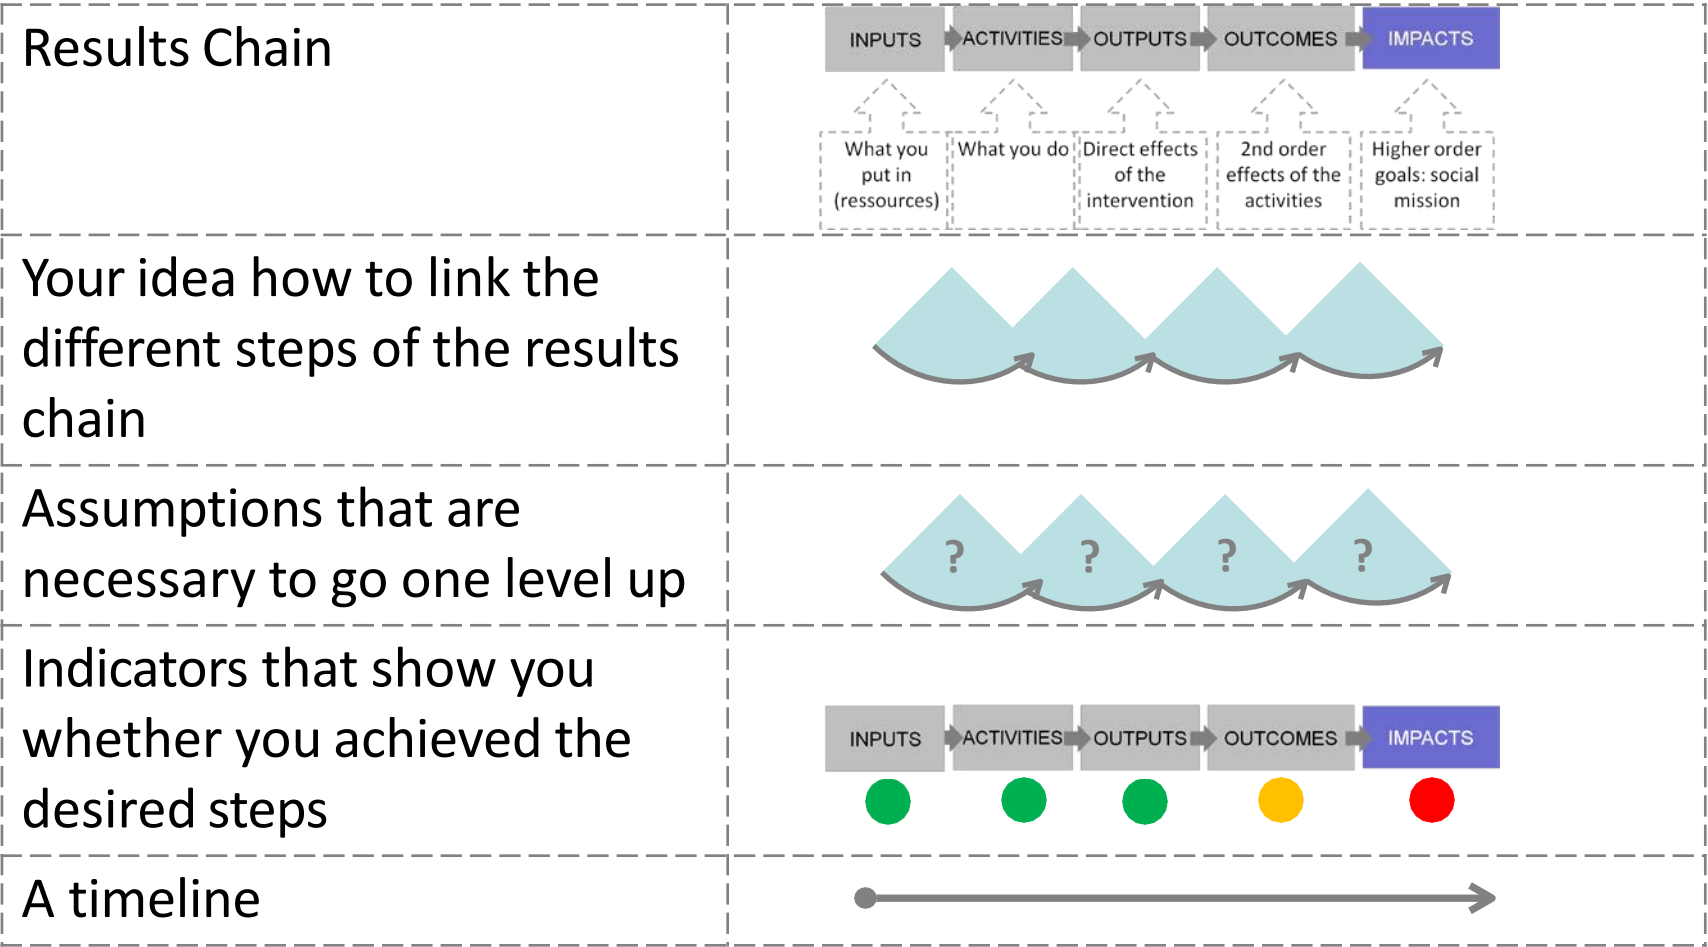 Results Chain
INPUTS ACTIVITIES OUTPUTS OUTCOMES IMPACTS
What you
put in
(ressources)
What you do
Direct effects
of the
intervention
2nd order
effects of the
activities
Higher order
goals: social
mission
Your idea how to link the
different steps of the results
chain
Assumptions that are
necessary to go one level up
? ? ? ?
Indicators that show you
whether you achieved the
desired steps
INPUTS ACTIVITIES OUTPUTS OUTCOMES IMPACTS
A timeline